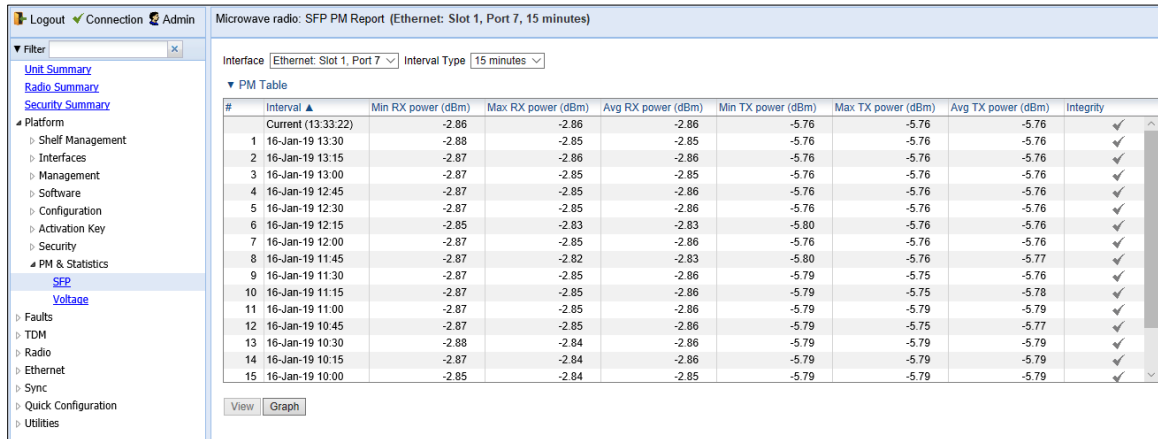 Logout Connection Admin
Microwave radio: SFP PM Report (Ethernet: Slot 1, Port 7, 15 minutes)
▼ Filter ×
Unit Summary
Radio Summary
Security Summary
Platform
Shelf Management
Interfaces
Management
Software
Configuration
Activation Key
Security
PM & Statistics
SFP
Voltage
Faults
TDM
Radio
Ethernet
Sync
Quick Configuration
Utilities
Interface Ethernet: Slot 1, Port 7 Interval Type 15 minutes
▼ PM Table
# Interval ▲ Min RX power (dBm) Max RX power (dBm) Avg RX power (dBm) Min TX power (dBm) Max TX power (dBm) Avg TX power (dBm) Integrity
Current (13:33:22) -2.86 -2.86 -2.86 -5.76 -5.76 -5.76 ✓
1 16-Jan-19 13:30 -2.88 -2.85 -2.85 -5.76 -5.76 -5.76 ✓
2 16-Jan-19 13:15 -2.87 -2.86 -2.86 -5.76 -5.76 -5.76 ✓
3 16-Jan-19 13:00 -2.87 -2.85 -2.85 -5.76 -5.76 -5.76 ✓
4 16-Jan-19 12:45 -2.87 -2.85 -2.86 -5.76 -5.76 -5.76 ✓
5 16-Jan-19 12:30 -2.87 -2.85 -2.86 -5.76 -5.76 -5.76 ✓
6 16-Jan-19 12:15 -2.85 -2.83 -2.83 -5.80 -5.76 -5.76 ✓
7 16-Jan-19 12:00 -2.87 -2.85 -2.86 -5.76 -5.76 -5.76 ✓
8 16-Jan-19 11:45 -2.87 -2.82 -2.83 -5.80 -5.76 -5.77 ✓
9 16-Jan-19 11:30 -2.87 -2.85 -2.86 -5.79 -5.75 -5.76 ✓
10 16-Jan-19 11:15 -2.87 -2.85 -2.86 -5.79 -5.75 -5.78 ✓
11 16-Jan-19 11:00 -2.87 -2.85 -2.86 -5.79 -5.79 -5.79 ✓
12 16-Jan-19 10:45 -2.87 -2.85 -2.86 -5.79 -5.75 -5.77 ✓
13 16-Jan-19 10:30 -2.88 -2.84 -2.86 -5.79 -5.79 -5.79 ✓
14 16-Jan-19 10:15 -2.87 -2.84 -2.86 -5.79 -5.79 -5.79 ✓
15 16-Jan-19 10:00 -2.85 -2.84 -2.85 -5.79 -5.79 -5.79 ✓
View Graph